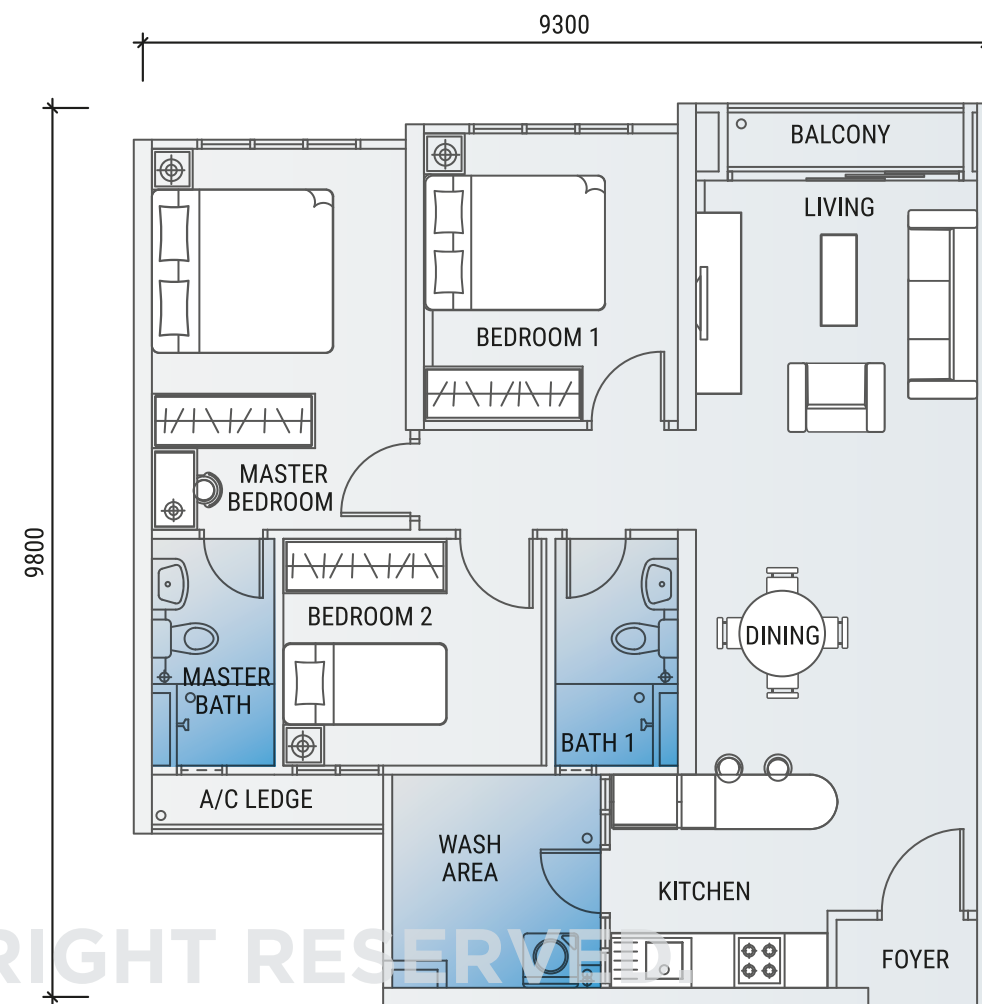 9300
BALCONY
LIVING
BEDROOM 1
MASTER
BEDROOM
9800
BEDROOM 2
DINING
MASTER
BATH
BATH 1
A/C LEDGE
WASH
AREA
KITCHEN
RIGHT RESERVED.
FOYER